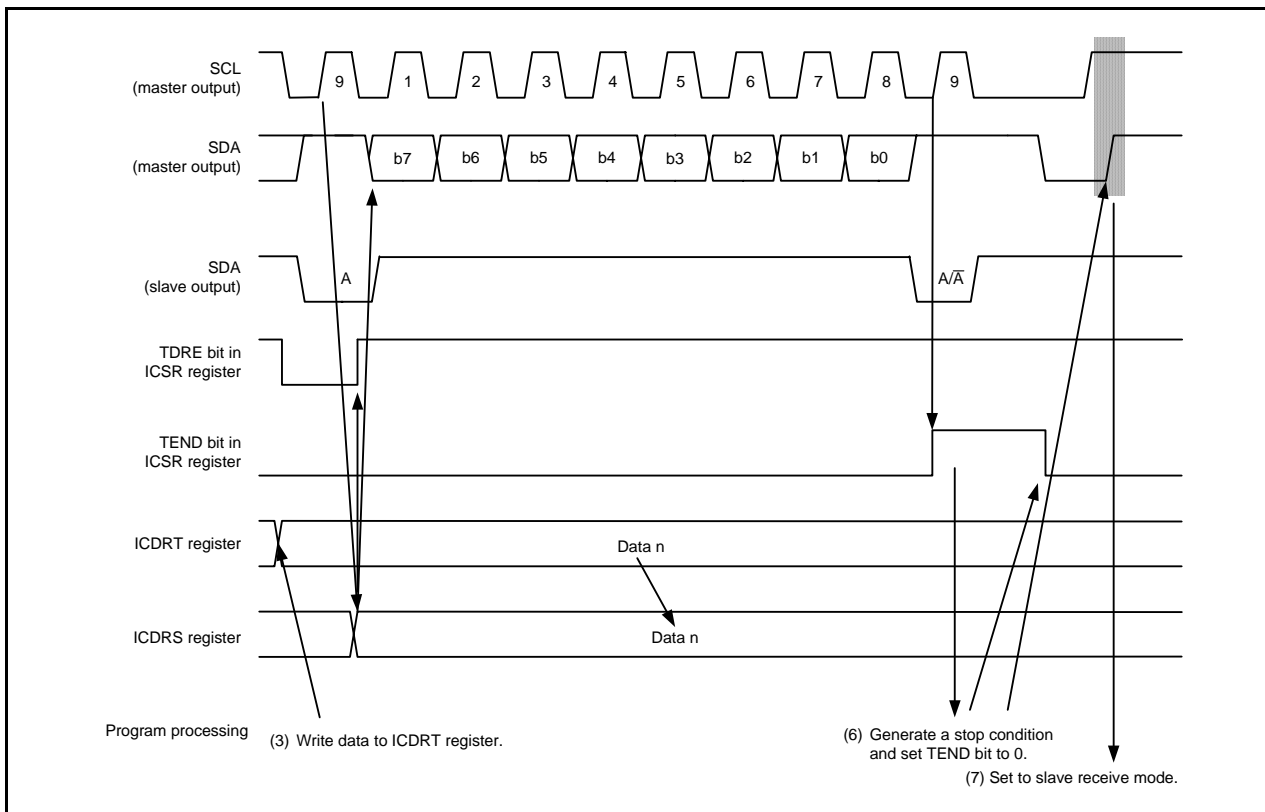 SCL
(master output)
9 1 2 3 4 5 6 7 8 9
SDA
(master output)
b7 b6 b5 b4 b3 b2 b1 b0
SDA
(slave output)
A A/A̅
TDRE bit in
ICSR register
TEND bit in
ICSR register
ICDRT register
Data n
ICDRS register
Data n
Program processing
(3) Write data to ICDRT register.
(6) Generate a stop condition
and set TEND bit to 0.
(7) Set to slave receive mode.